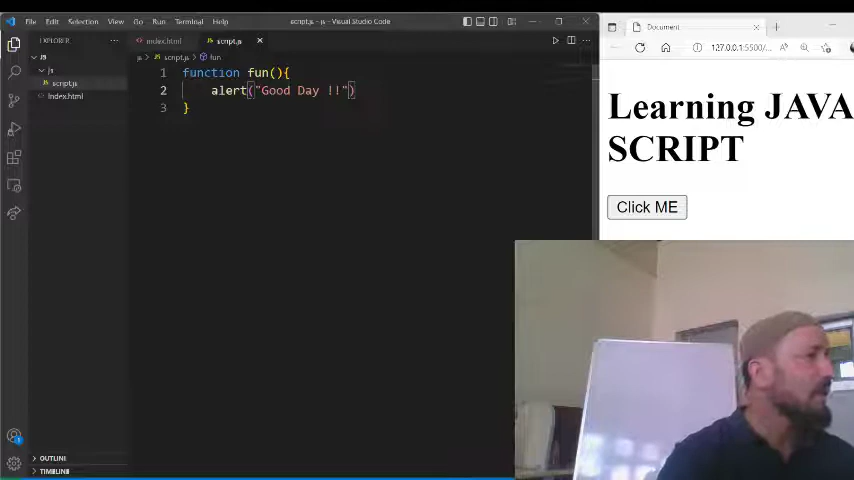 File Edit Selection View Go Run Terminal Help
script.js - js - Visual Studio Code
EXPLORER
JS
js
script.js
index.html
index.html
script.js
js > script.js > fun
1 function fun(){
2 alert("Good Day !!")
3 }
OUTLINE
TIMELINE
Document
127.0.0.1:5500/...
Learning JAVA
SCRIPT
Click ME